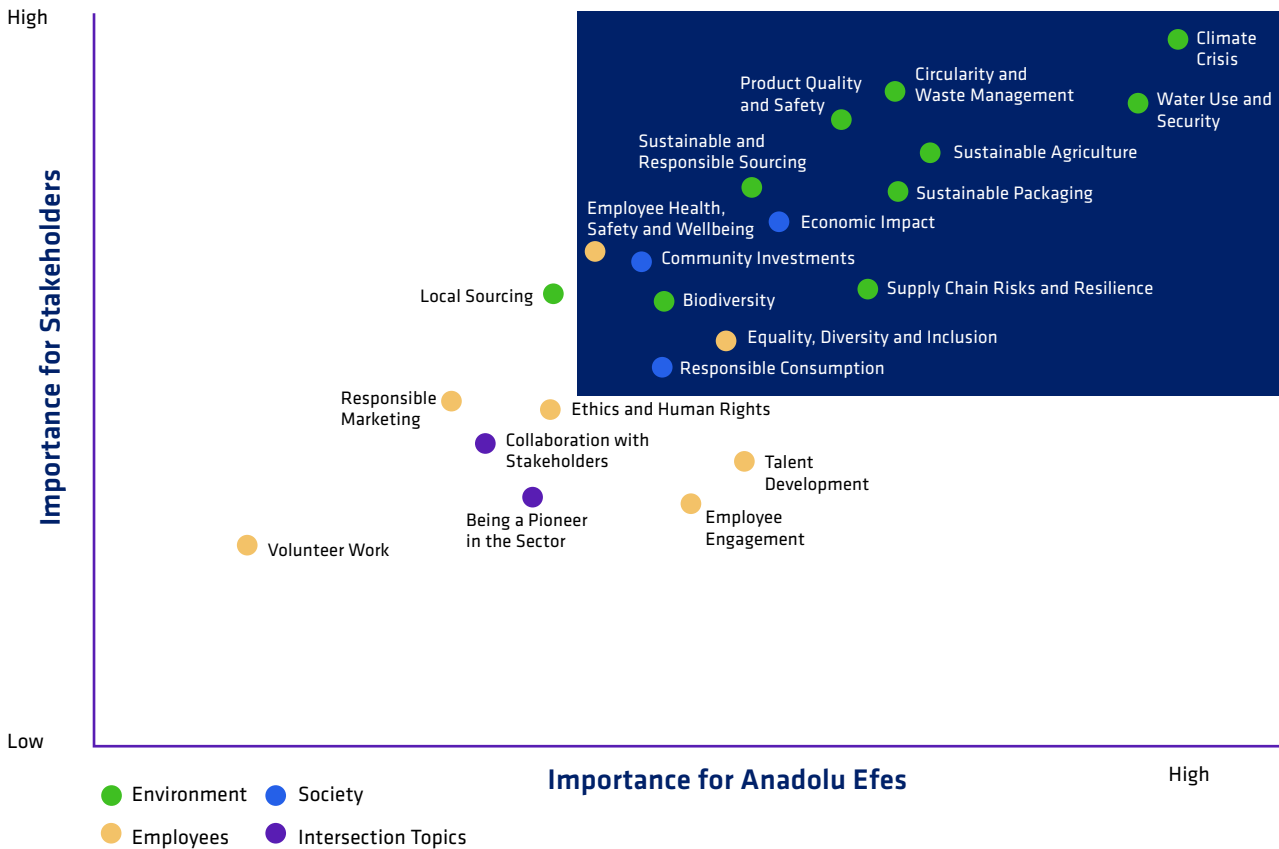 High
Climate
Crisis
Circularity and
Waste Management
Product Quality
and Safety
Water Use and
Security
Sustainable and
Responsible Sourcing
Sustainable Agriculture
Sustainable Packaging
Employee Health,
Safety and Wellbeing
Economic Impact
Community Investments
Local Sourcing
Biodiversity
Supply Chain Risks and Resilience
Equality, Diversity and Inclusion
Responsible Consumption
Responsible
Marketing
Ethics and Human Rights
Collaboration with
Stakeholders
Talent
Development
Being a Pioneer
in the Sector
Employee
Engagement
Volunteer Work
Importance for Stakeholders
Low
Importance for Anadolu Efes
High
Environment
Society
Employees
Intersection Topics